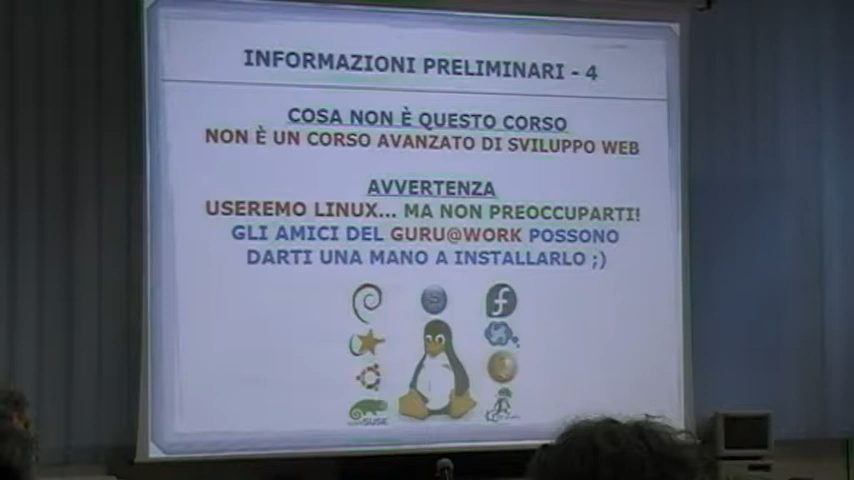 INFORMAZIONI PRELIMINARI - 4
COSA NON È QUESTO CORSO
NON È UN CORSO AVANZATO DI SVILUPPO WEB
AVVERTENZA
USEREMO LINUX... MA NON PREOCCUPARTI!
GLI AMICI DEL GURU@WORK POSSONO
DARTI UNA MANO A INSTALLARLO ;)
openSUSE